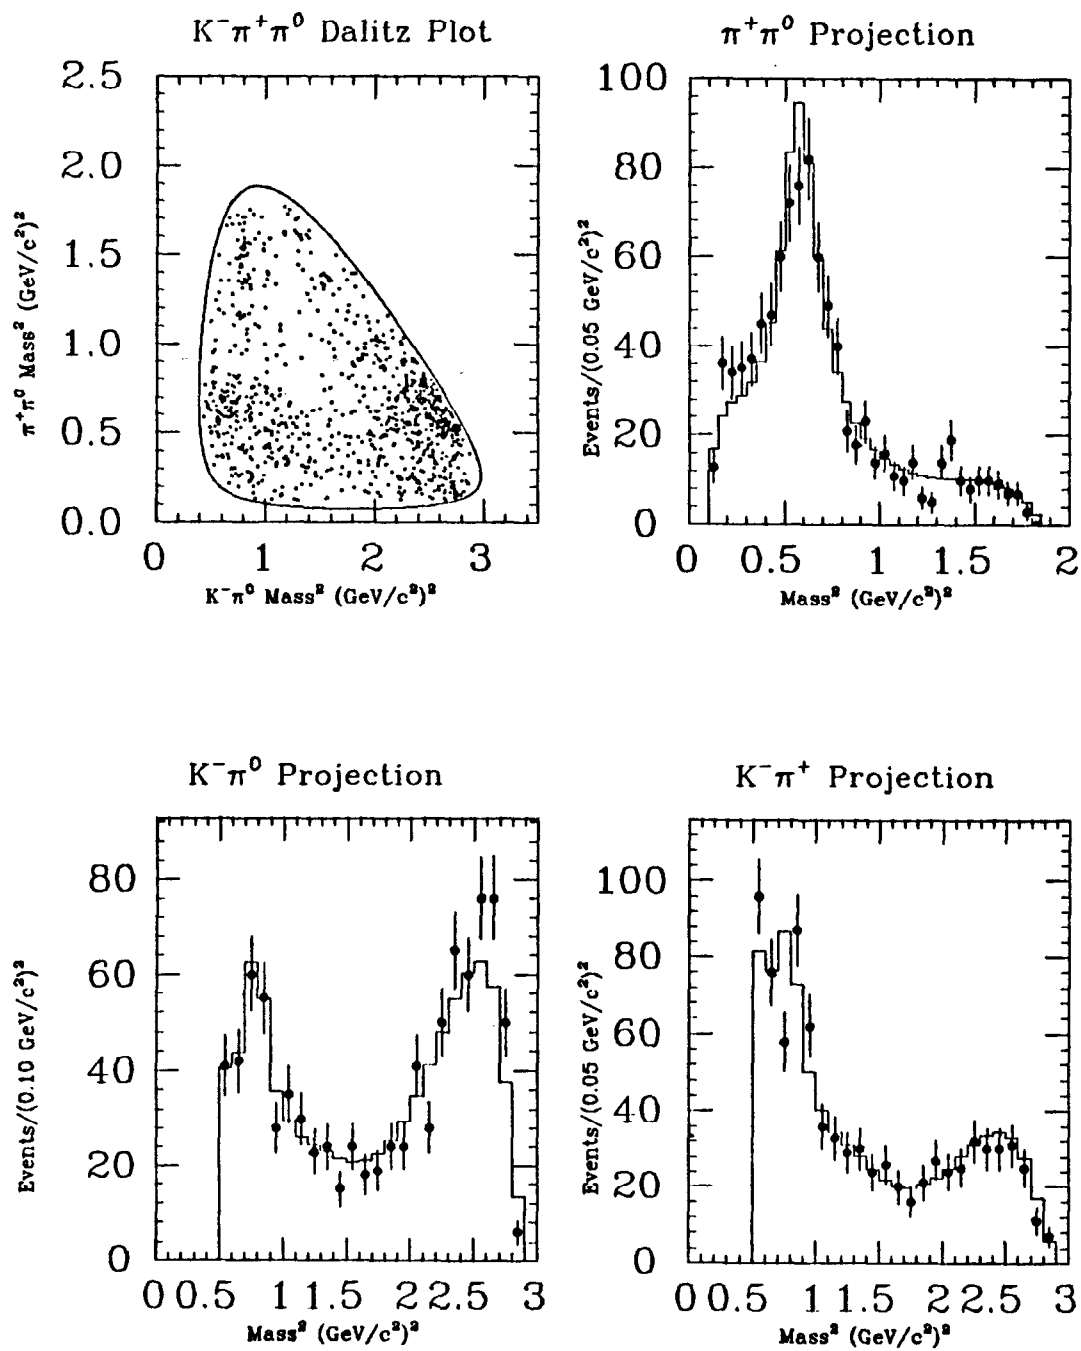 K⁻π⁺π⁰ Dalitz Plot
2.5
2.0
1.5
1.0
0.5
0.0
π⁺π⁰ Mass² (GeV/c²)²
0 1 2 3
K⁻π⁰ Mass² (GeV/c²)²
π⁺π⁰ Projection
100
80
60
40
20
0
Events/(0.05 GeV/c²)²
0 0.5 1 1.5 2
Mass² (GeV/c²)²
K⁻π⁰ Projection
80
60
40
20
0
Events/(0.10 GeV/c²)²
0 0.5 1 1.5 2 2.5 3
Mass² (GeV/c²)²
K⁻π⁺ Projection
100
80
60
40
20
0
Events/(0.05 GeV/c²)²
0 0.5 1 1.5 2 2.5 3
Mass² (GeV/c²)²